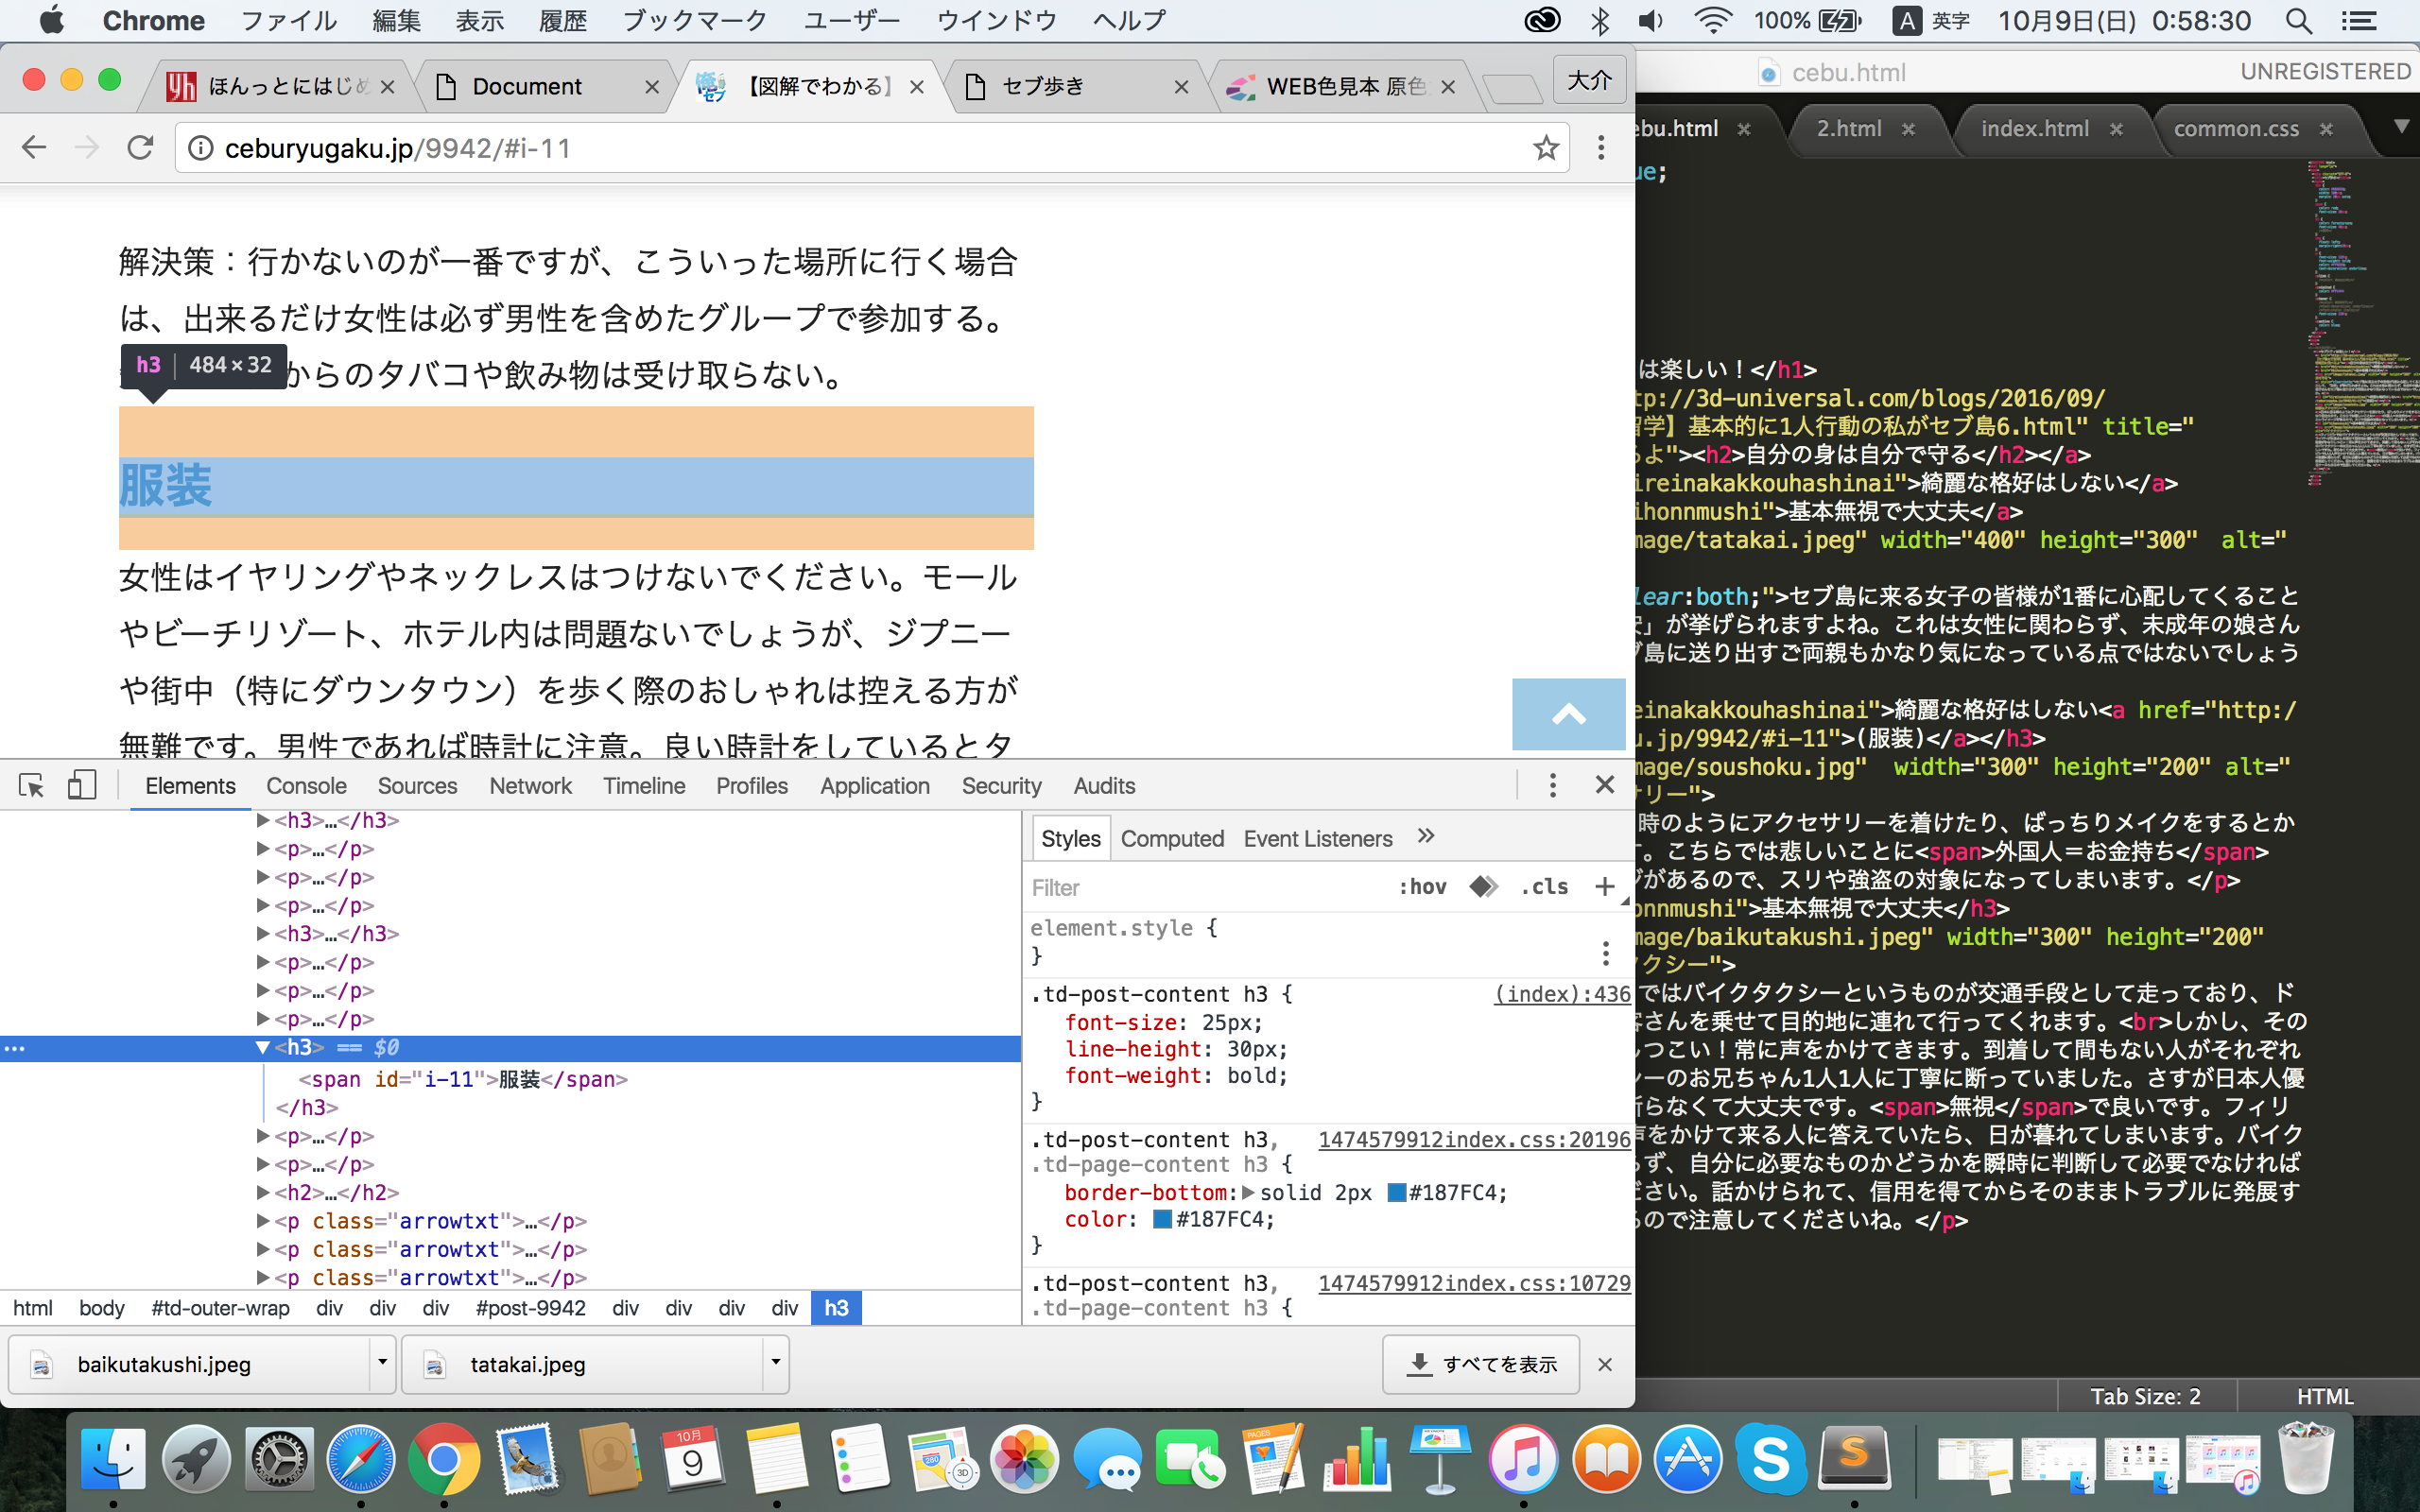 Chrome ファイル 編集 表示 履歴 ブックマーク ユーザー ウインドウ ヘルプ 100% A 英字 10月9日(日) 0:58:30
ほんっとにはじめ
Document
【図解でわかる】
セブ歩き
WEB色見本 原色
大介
ceburyugaku.jp/9942/#i-11
解決策：行かないのが一番ですが、こういった場所に行く場合
は、出来るだけ女性は必ず男性を含めたグループで参加する。
h3 484×32
からのタバコや飲み物は受け取らない。
服装
女性はイヤリングやネックレスはつけないでください。モール
やビーチリゾート、ホテル内は問題ないでしょうが、ジプニー
や街中（特にダウンタウン）を歩く際のおしゃれは控える方が
無難です。男性であれば時計に注意。良い時計をしているとタ
Elements Console Sources Network Timeline Profiles Application Security Audits
<h3>…</h3>
<p>…</p>
<p>…</p>
<p>…</p>
<h3>…</h3>
<p>…</p>
<p>…</p>
<p>…</p>
<h3> == $0
<span id="i-11">服装</span>
</h3>
<p>…</p>
<p>…</p>
<h2>…</h2>
<p class="arrowtxt">…</p>
<p class="arrowtxt">…</p>
<p class="arrowtxt">…</p>
html body #td-outer-wrap div div div #post-9942 div div div div h3
Styles Computed Event Listeners »
Filter :hov .cls +
element.style {
}
.td-post-content h3 { (index):436
font-size: 25px;
line-height: 30px;
font-weight: bold;
}
.td-post-content h3, 1474579912index.css:20196
.td-page-content h3 {
border-bottom: solid 2px #187FC4;
color: #187FC4;
}
.td-post-content h3, 1474579912index.css:10729
.td-page-content h3 {
baikutakushi.jpeg
tatakai.jpeg
すべてを表示
cebu.html
UNREGISTERED
ebu.html 2.html index.html common.css
ue;
は楽しい！</h1>
tp://3d-universal.com/blogs/2016/09/
留学】基本的に1人行動の私がセブ島6.html" title="
るよ"><h2>自分の身は自分で守る</h2></a>
ireinakakkouhashinai">綺麗な格好はしない</a>
ihonnmushi">基本無視で大丈夫</a>
mage/tatakai.jpeg" width="400" height="300" alt="
lear:both;">セブ島に来る女子の皆様が1番に心配してくること
」が挙げられますよね。これは女性に関わらず、未成年の娘さん
ブ島に送り出すご両親もかなり気になっている点ではないでしょう
einakakkouhashinai">綺麗な格好はしない<a href="http:/
u.jp/9942/#i-11">(服装)</a></h3>
mage/soushoku.jpg" width="300" height="200" alt="
サリー">
時のようにアクセサリーを着けたり、ばっちりメイクをするとか
。こちらでは悲しいことに<span>外国人＝お金持ち</span>
があるので、スリや強盗の対象になってしまいます。</p>
onnmushi">基本無視で大丈夫</h3>
mage/baikutakushi.jpeg" width="300" height="200"
クシー">
ではバイクタクシーというものが交通手段として走っており、ド
客さんを乗せて目的地に連れて行ってくれます。<br>しかし、その
つこい！常に声をかけてきます。到着して間もない人がそれぞれ
シーのお兄ちゃん1人1人に丁寧に断っていました。さすが日本人優
らなくて大丈夫です。<span>無視</span>で良いです。フィリ
声をかけて来る人に答えていたら、日が暮れてしまいます。バイク
らず、自分に必要なものかどうかを瞬時に判断して必要でなければ
ださい。話かけられて、信用を得てからそのままトラブルに発展す
るので注意してくださいね。</p>
Tab Size: 2 HTML
10月
9
PAGES
280
3D